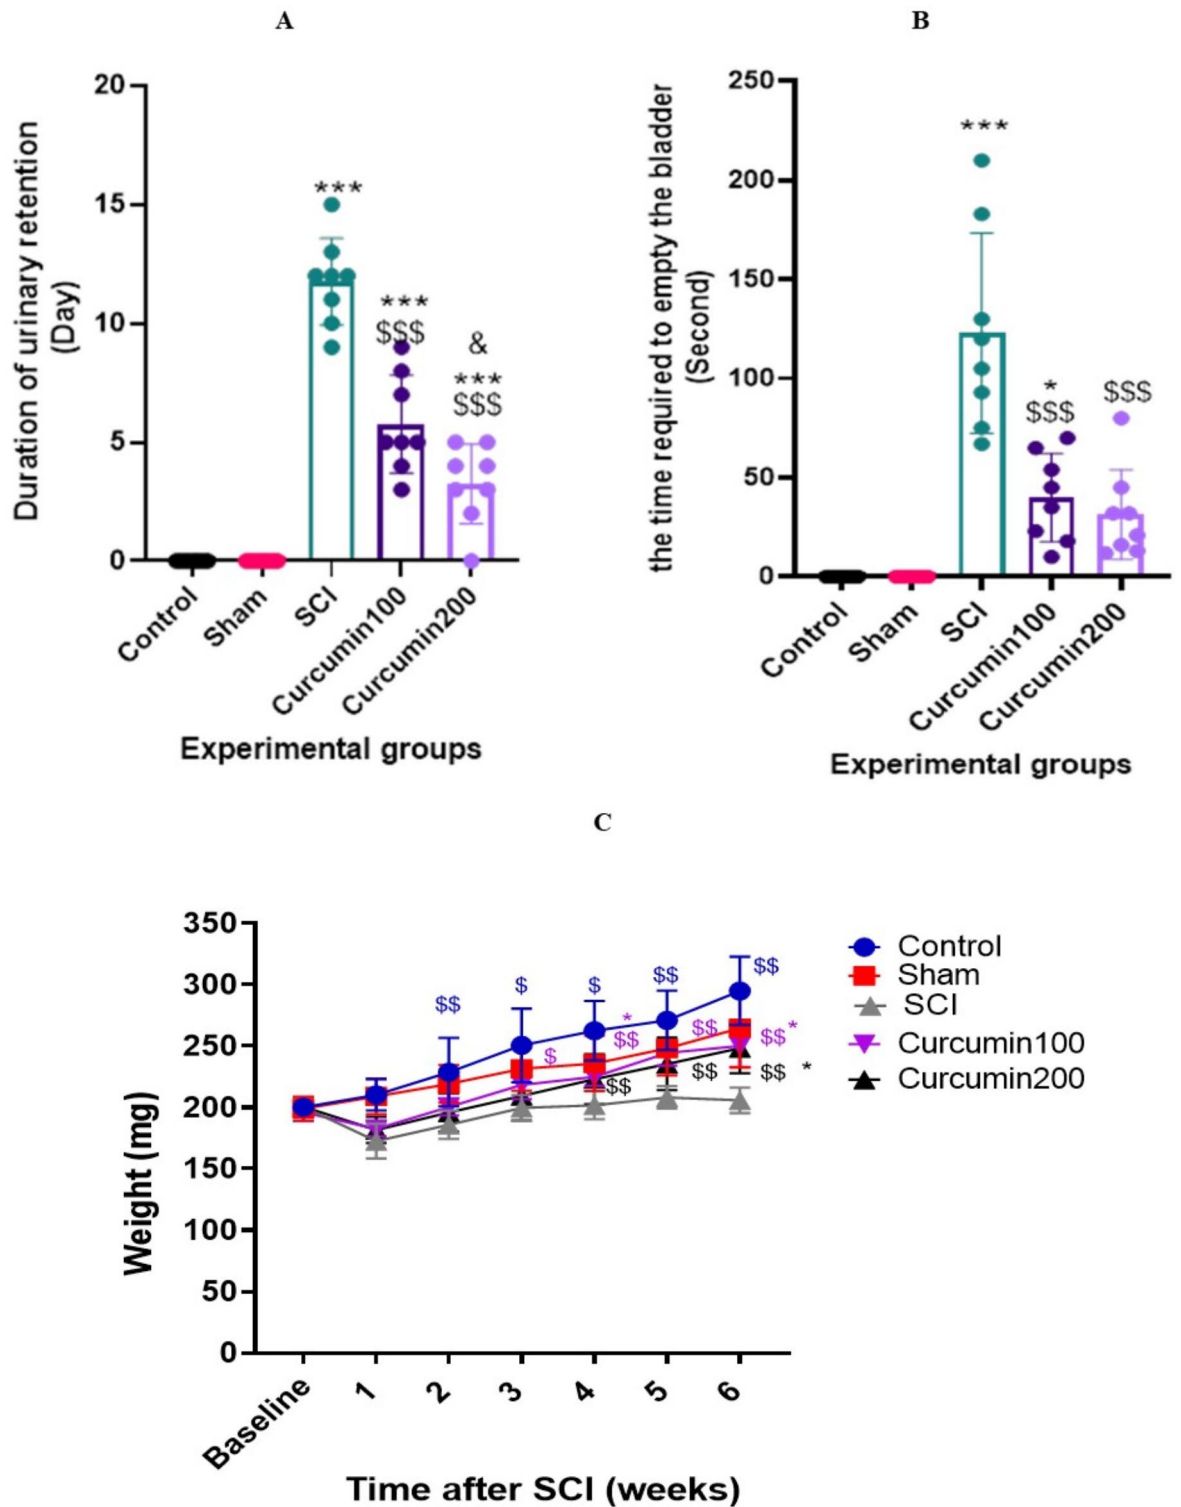 A
Duration of urinary retention
(Day)
20
15
10
5
0
***
***
$$$
&
***
$$$
Control
Sham
SCI
Curcumin100
Curcumin200
Experimental groups
B
the time required to empty the bladder
(Second)
250
200
150
100
50
0
***
*
$$$
$$$
Control
Sham
SCI
Curcumin100
Curcumin200
Experimental groups
C
Weight (mg)
350
300
250
200
150
100
50
0
$$
$
$
$$
$$
$
*
$$
$$
$$
*
$$
$$
$$
*
Baseline
1
2
3
4
5
6
Time after SCI (weeks)
Control
Sham
SCI
Curcumin100
Curcumin200